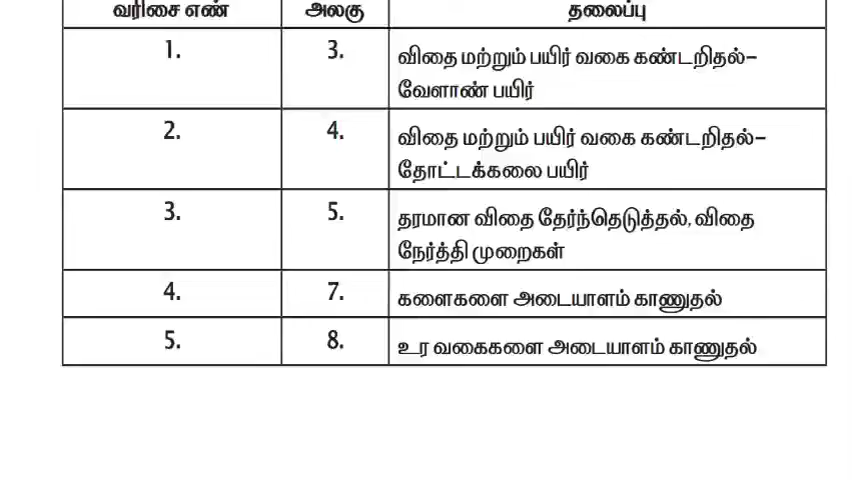 வரிசை எண் அலகு தலைப்பு
1. 3. விதை மற்றும் பயிர் வகை கண்டறிதல்–
வேளாண் பயிர்
2. 4. விதை மற்றும் பயிர் வகை கண்டறிதல்–
தோட்டக்கலை பயிர்
3. 5. தரமான விதை தேர்ந்தெடுத்தல், விதை
நேர்த்தி முறைகள்
4. 7. களைகளை அடையாளம் காணுதல்
5. 8. உர வகைகளை அடையாளம் காணுதல்